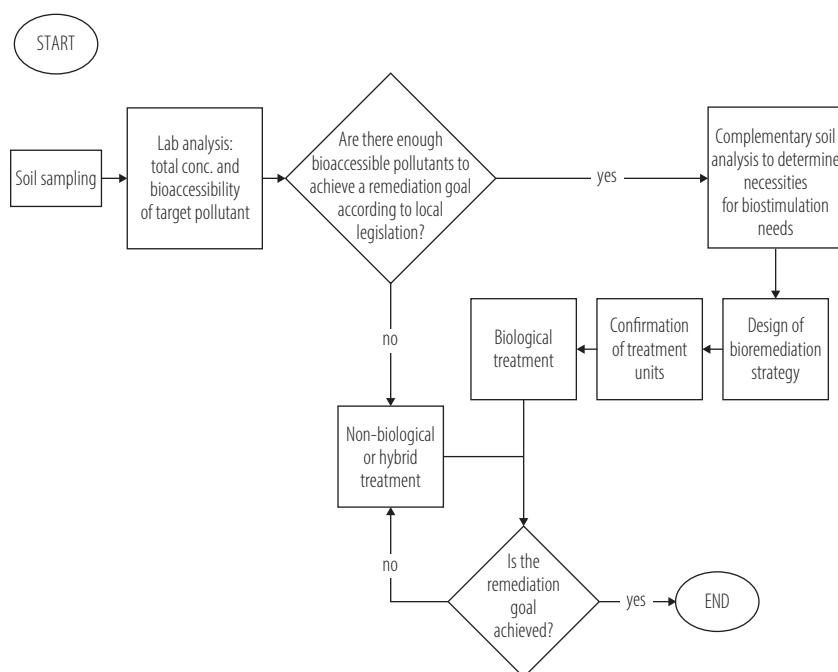 START
Soil sampling
Lab analysis:
total conc. and
bioaccessibility
of target pollutant
Are there enough
bioaccessible pollutants to
achieve a remediation goal
according to local
legislation?
yes
Complementary soil
analysis to determine
necessities
for biostimulation
needs
no
Design of
bioremediation
strategy
Confirmation
of treatment
units
Biological
treatment
Non-biological
or hybrid
treatment
Is the
remediation
goal
achieved?
no
yes
END